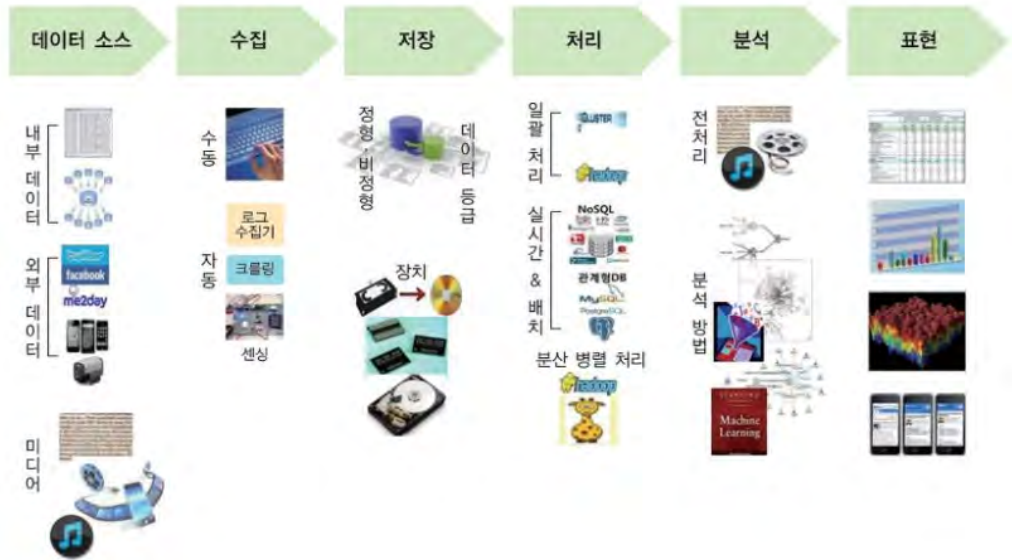 데이터 소스
수집
저장
처리
분석
표현
내부 데이터
외부 데이터
facebook
me2day
미디어
수동
자동
로그
수집기
크롤링
센싱
정형·비정형
데이터 등급
장치
일괄 처리
CLUSTER
hadoop
실시간 & 배치
NoSQL
관계형DB
MySQL
PostgreSQL
분산 병렬 처리
hadoop
전처리
분석 방법
Machine
Learning